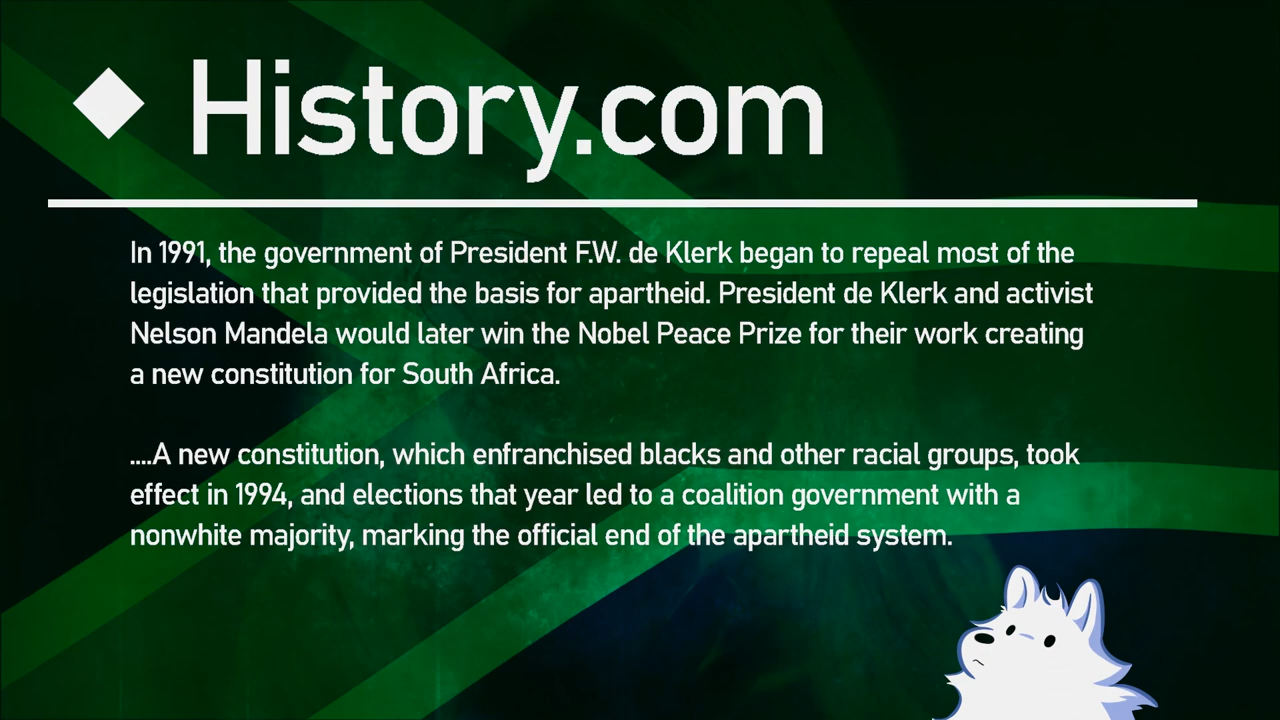 History.com
In 1991, the government of President F.W. de Klerk began to repeal most of the
legislation that provided the basis for apartheid. President de Klerk and activist
Nelson Mandela would later win the Nobel Peace Prize for their work creating
a new constitution for South Africa.
....A new constitution, which enfranchised blacks and other racial groups, took
effect in 1994, and elections that year led to a coalition government with a
nonwhite majority, marking the official end of the apartheid system.